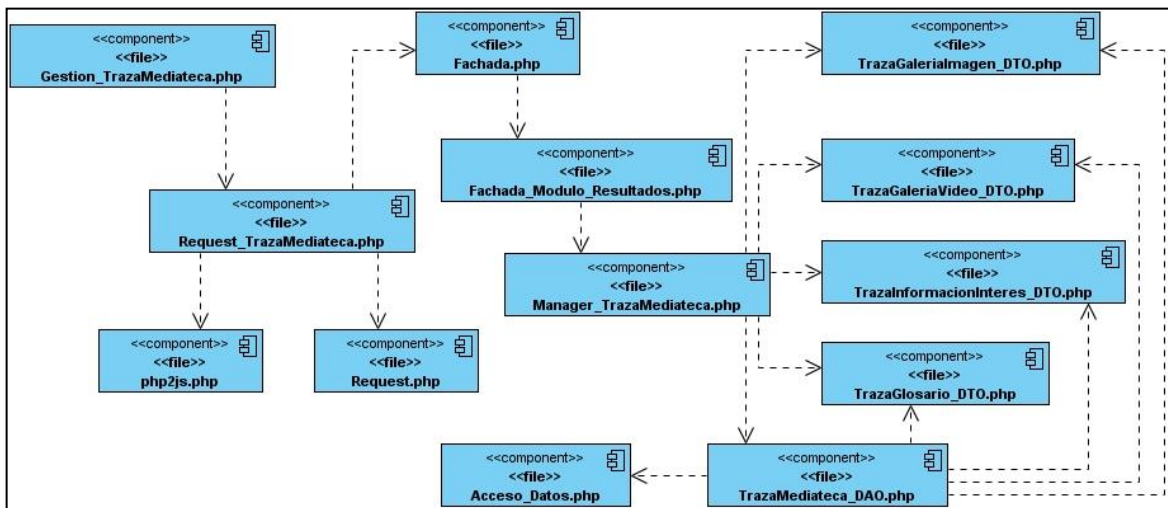 <<component>>
<<file>>
Gestion_TrazaMediateca.php
<<component>>
<<file>>
Fachada.php
<<component>>
<<file>>
TrazaGaleriaImagen_DTO.php
<<component>>
<<file>>
Fachada_Modulo_Resultados.php
<<component>>
<<file>>
TrazaGaleriaVideo_DTO.php
<<component>>
<<file>>
Request_TrazaMediateca.php
<<component>>
<<file>>
Manager_TrazaMediateca.php
<<component>>
<<file>>
TrazaInformacionInteres_DTO.php
<<component>>
<<file>>
php2js.php
<<component>>
<<file>>
Request.php
<<component>>
<<file>>
TrazaGlosario_DTO.php
<<component>>
<<file>>
Acceso_Datos.php
<<component>>
<<file>>
TrazaMediateca_DAO.php